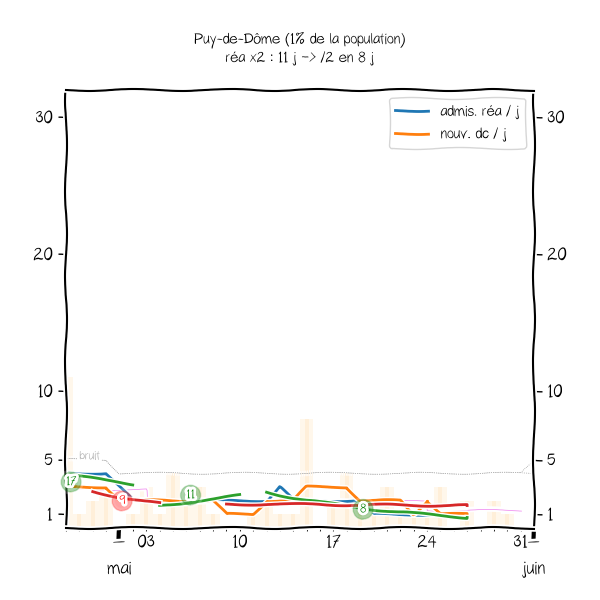 Puy-de-Dôme (1% de la population)
réa x2 : 11 j -> /2 en 8 j
admis. réa / j
nouv. dc / j
30 30
20 20
10 10
5 bruit 5
17
9
11
8
1 1
03 10 17 24 31
mai juin